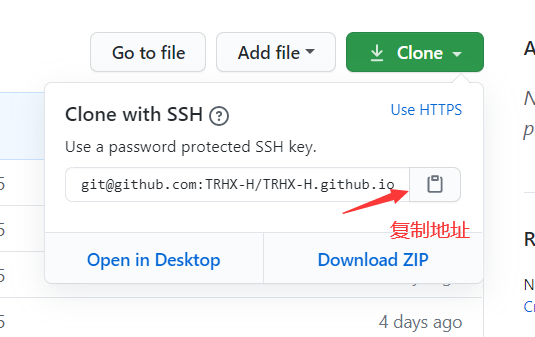 Go to file
Add file
Clone
Clone with SSH
Use HTTPS
Use a password protected SSH key.
git@github.com:TRHX-H/TRHX-H.github.io
复制地址
Open in Desktop
Download ZIP
4 days ago